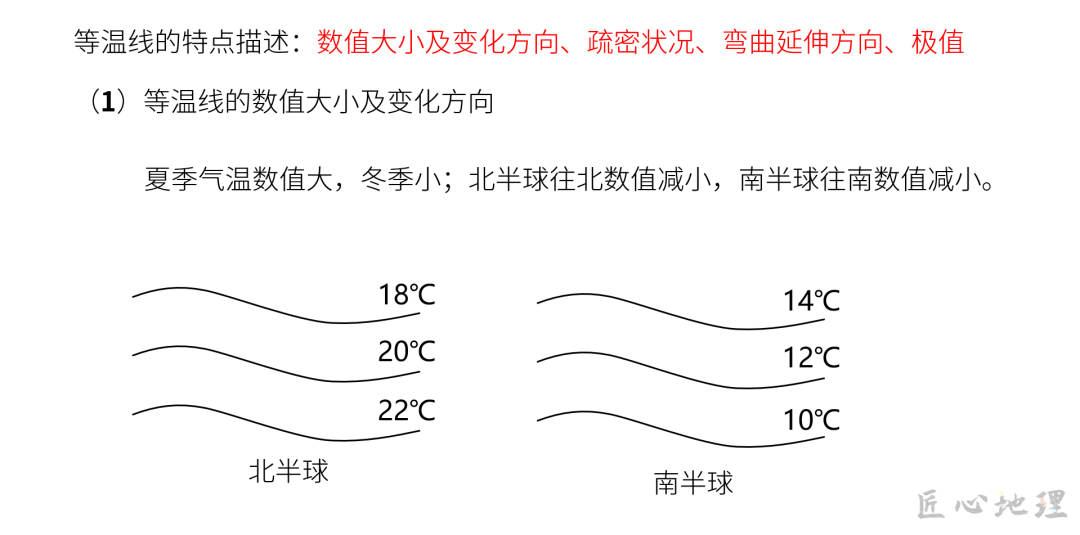 等温线的特点描述：数值大小及变化方向、疏密状况、弯曲延伸方向、极值
（1）等温线的数值大小及变化方向
夏季气温数值大，冬季小；北半球往北数值减小，南半球往南数值减小。
18℃
14℃
20℃
12℃
22℃
10℃
北半球
南半球
匠心地理